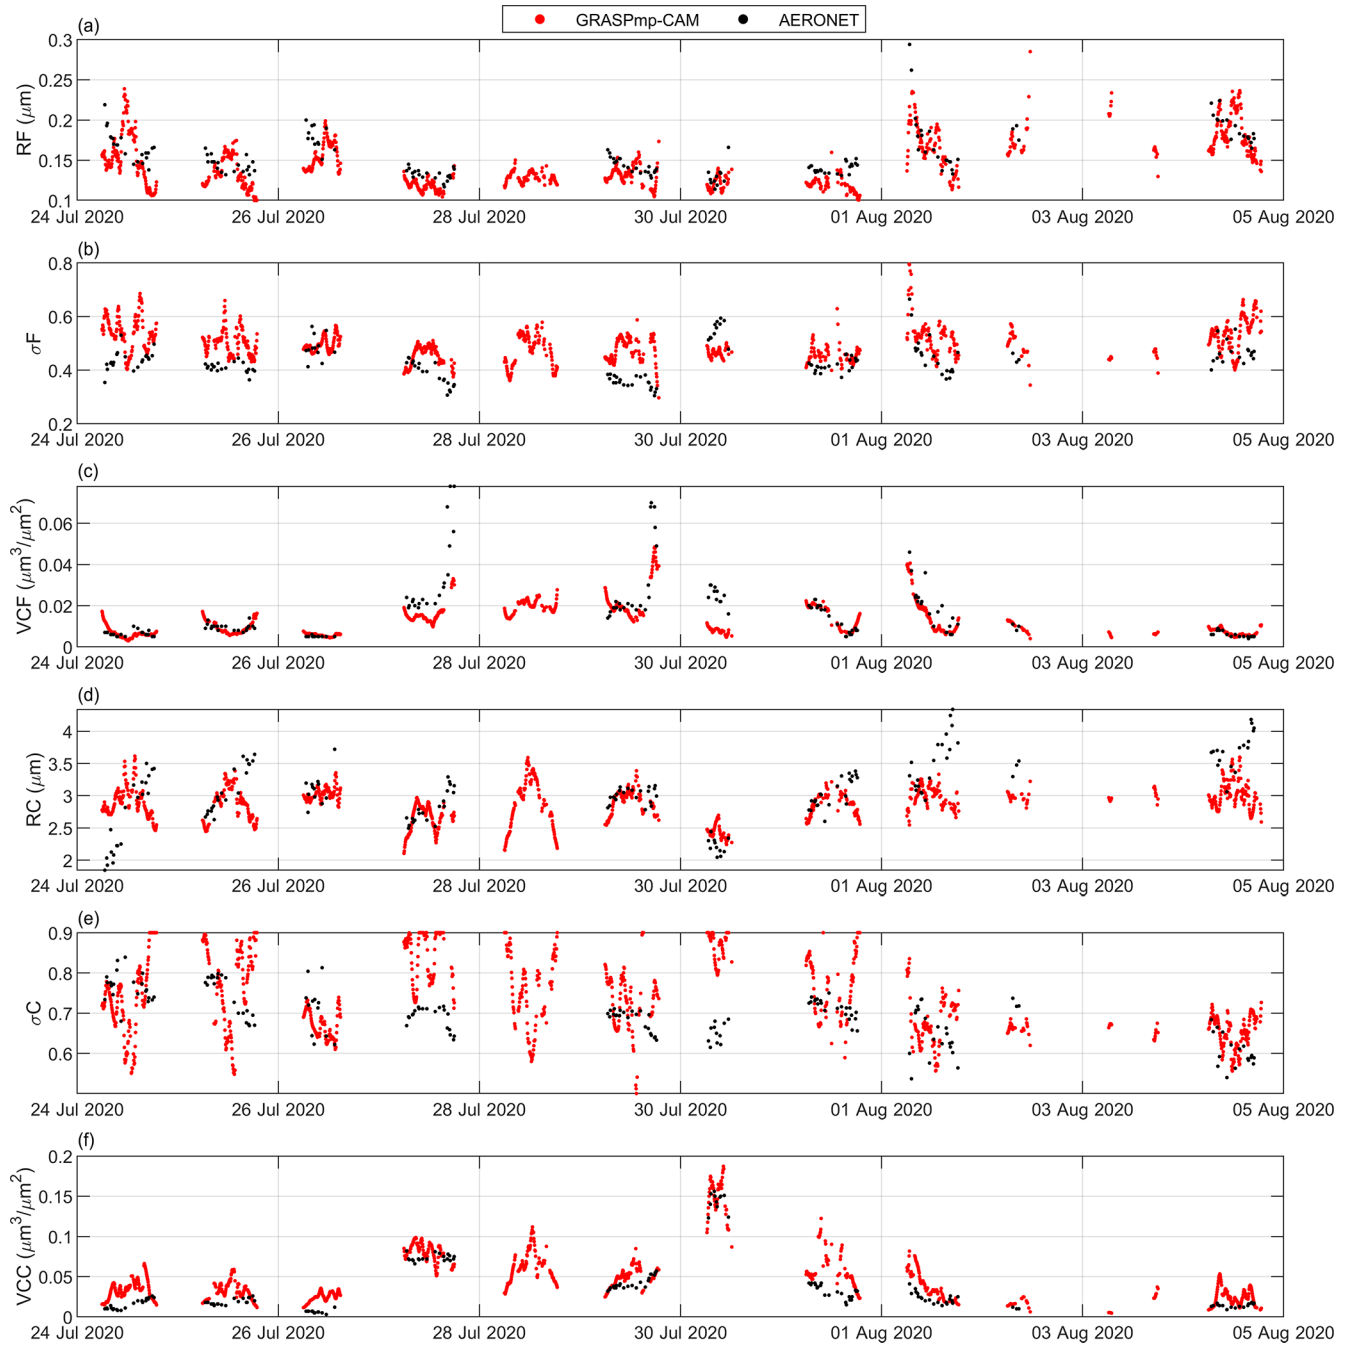 GRASPmp-CAM AERONET
(a)
RF (μm)
0.3
0.25
0.2
0.15
0.1
24 Jul 2020 26 Jul 2020 28 Jul 2020 30 Jul 2020 01 Aug 2020 03 Aug 2020 05 Aug 2020
(b)
σF
0.8
0.6
0.4
0.2
24 Jul 2020 26 Jul 2020 28 Jul 2020 30 Jul 2020 01 Aug 2020 03 Aug 2020 05 Aug 2020
(c)
VCF (μm³/μm²)
0.06
0.04
0.02
0
24 Jul 2020 26 Jul 2020 28 Jul 2020 30 Jul 2020 01 Aug 2020 03 Aug 2020 05 Aug 2020
(d)
RC (μm)
4
3.5
3
2.5
2
24 Jul 2020 26 Jul 2020 28 Jul 2020 30 Jul 2020 01 Aug 2020 03 Aug 2020 05 Aug 2020
(e)
σC
0.9
0.8
0.7
0.6
24 Jul 2020 26 Jul 2020 28 Jul 2020 30 Jul 2020 01 Aug 2020 03 Aug 2020 05 Aug 2020
(f)
VCC (μm³/μm²)
0.2
0.15
0.1
0.05
0
24 Jul 2020 26 Jul 2020 28 Jul 2020 30 Jul 2020 01 Aug 2020 03 Aug 2020 05 Aug 2020